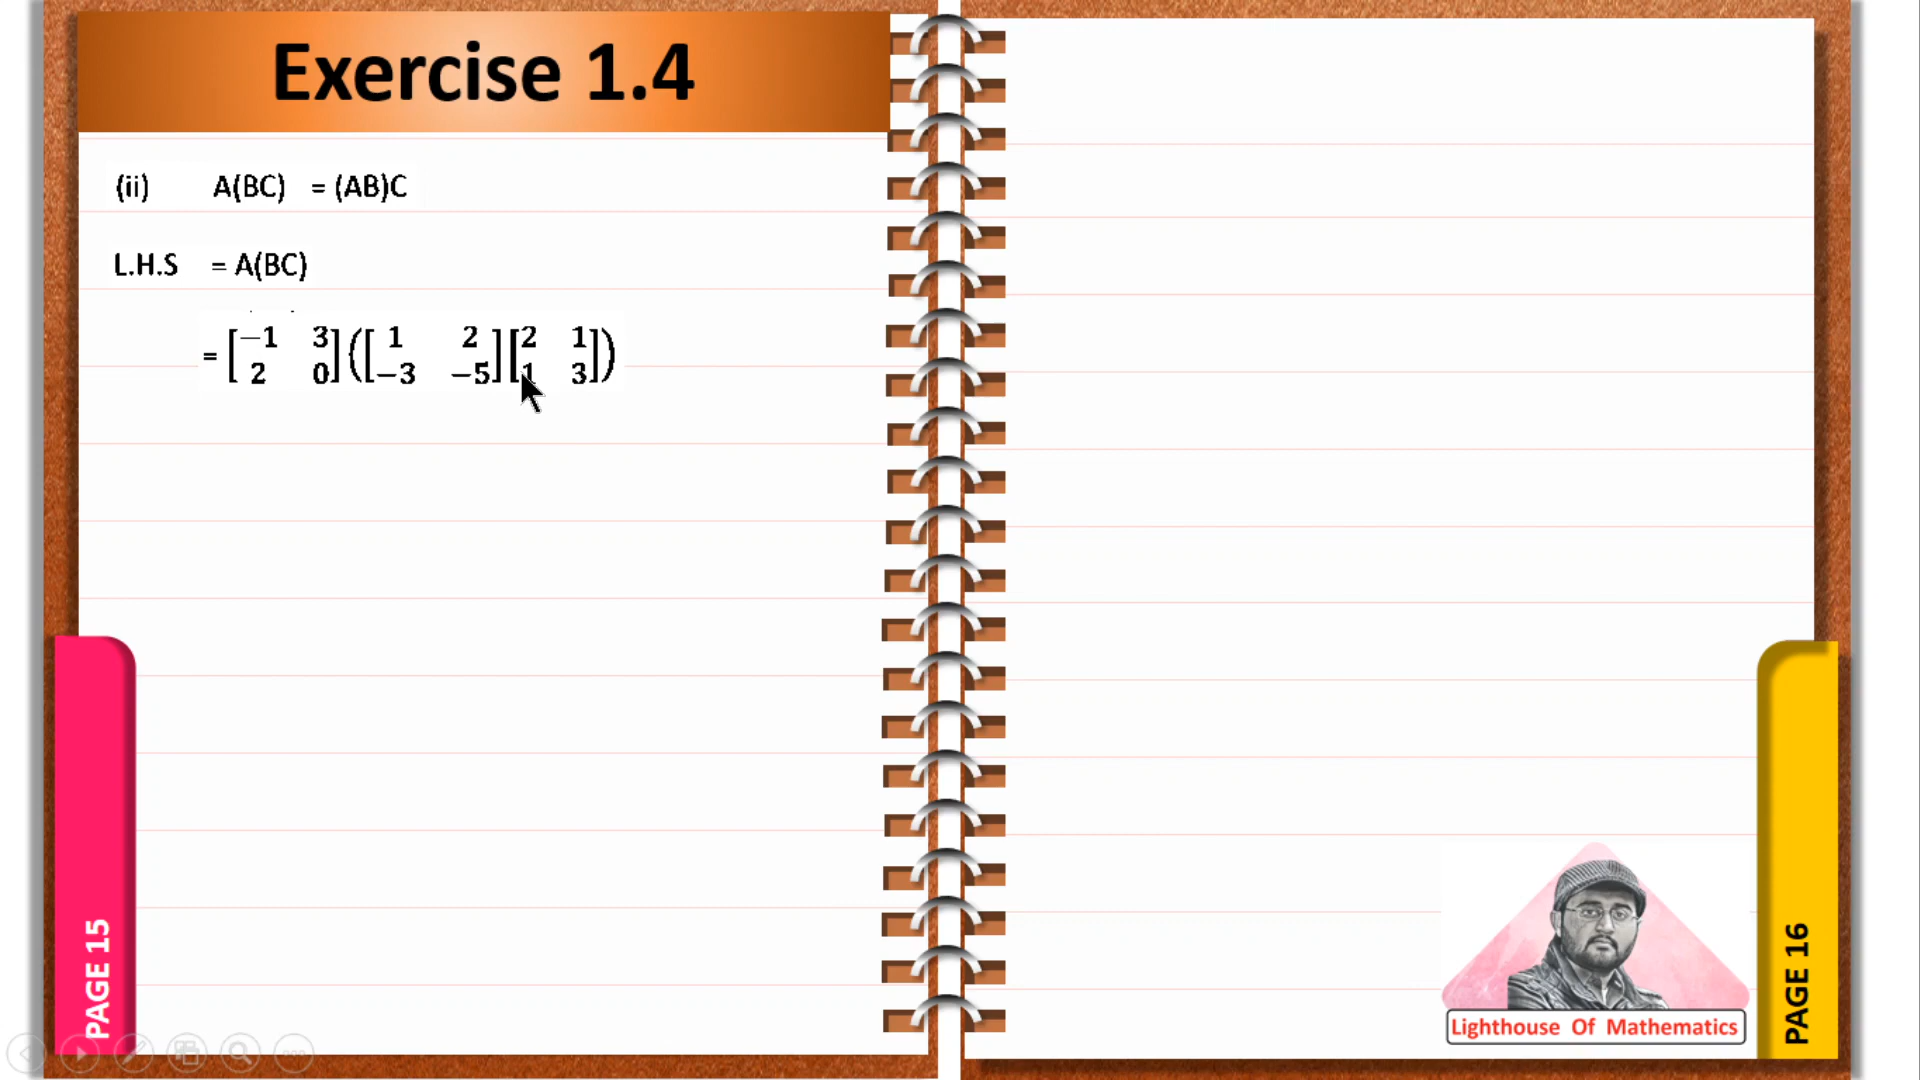 Exercise 1.4
(ii) A(BC) = (AB)C
L.H.S = A(BC)
= [−1 3] ([1 2] [2 1])
[2 0] ([−3 −5] [1 3])
PAGE 15
Lighthouse Of Mathematics
PAGE 16